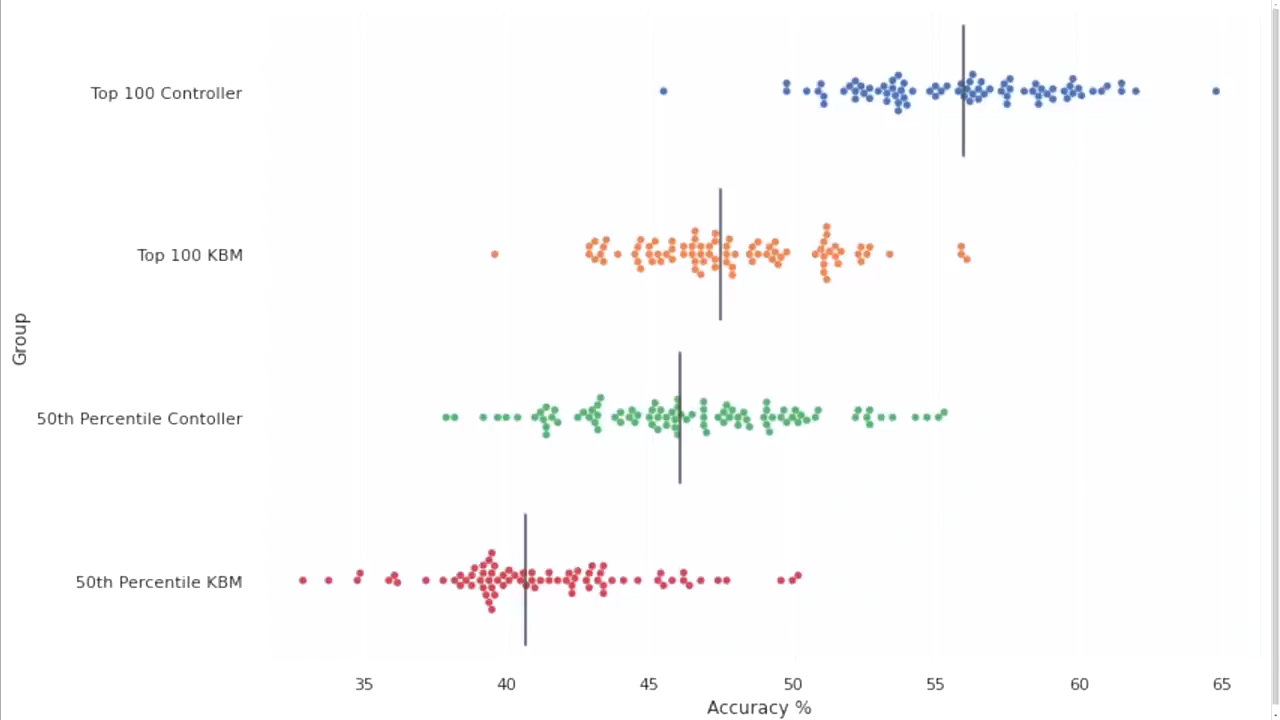 Top 100 Controller
Top 100 KBM
Group
50th Percentile Contoller
50th Percentile KBM
35 40 45 50 55 60 65
Accuracy %